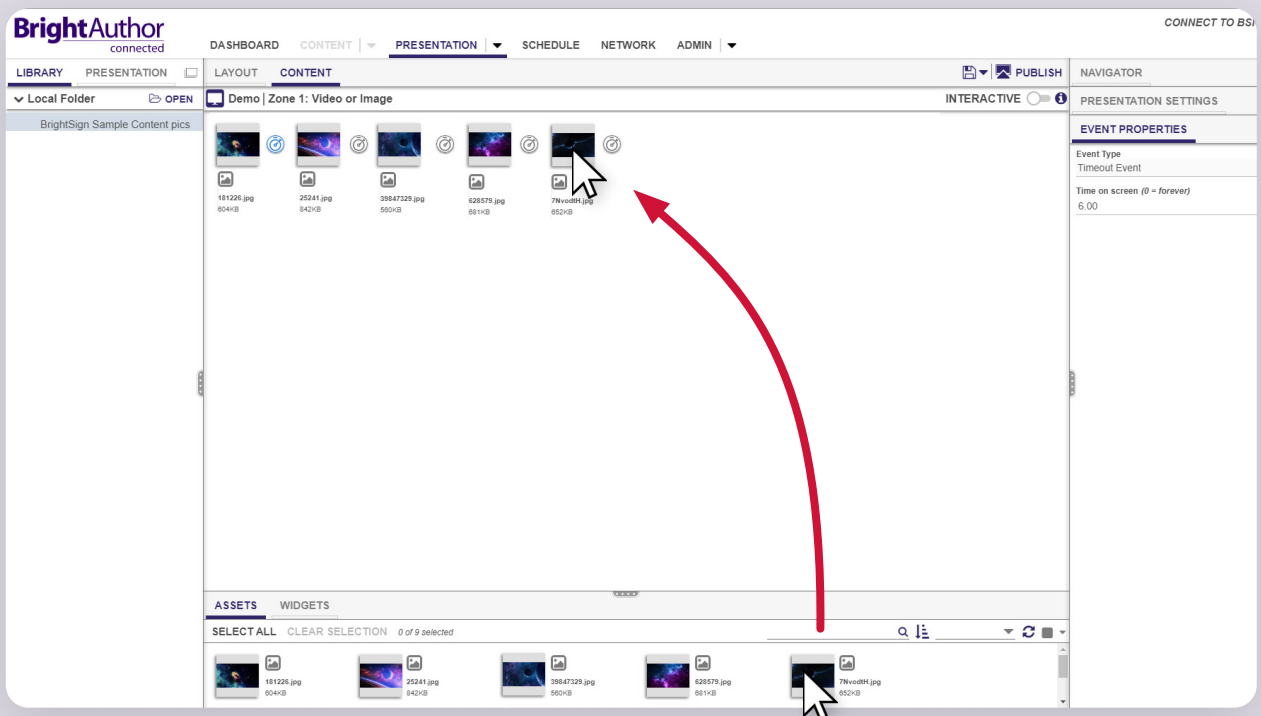 BrightAuthor
connected
CONNECT TO BSI
DASHBOARD CONTENT PRESENTATION SCHEDULE NETWORK ADMIN
LIBRARY PRESENTATION
LAYOUT CONTENT
PUBLISH
NAVIGATOR
Local Folder OPEN
Demo | Zone 1: Video or Image
INTERACTIVE
PRESENTATION SETTINGS
BrightSign Sample Content pics
EVENT PROPERTIES
Event Type
Timeout Event
Time on screen (0 = forever)
6.00
181226.jpg
604KB
25241.jpg
842KB
39847329.jpg
560KB
628579.jpg
681KB
7NvodtH.jpg
652KB
ASSETS WIDGETS
SELECT ALL CLEAR SELECTION 0 of 9 selected
181226.jpg
604KB
25241.jpg
842KB
39847329.jpg
560KB
628579.jpg
681KB
7NvodtH.jpg
652KB